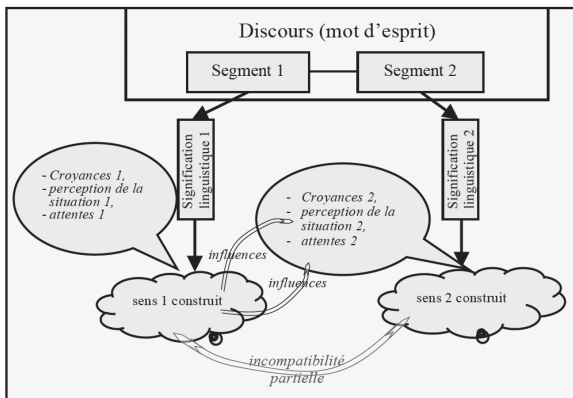 Discours (mot d’esprit)
Segment 1
Segment 2
Signification
linguistique 1
Signification
linguistique 2
- Croyances 1,
- perception de la
situation 1,
- attentes 1
- Croyances 2,
- perception de la
situation 2,
- attentes 2
influences
influences
sens 1 construit
sens 2 construit
incompatibilité
partielle